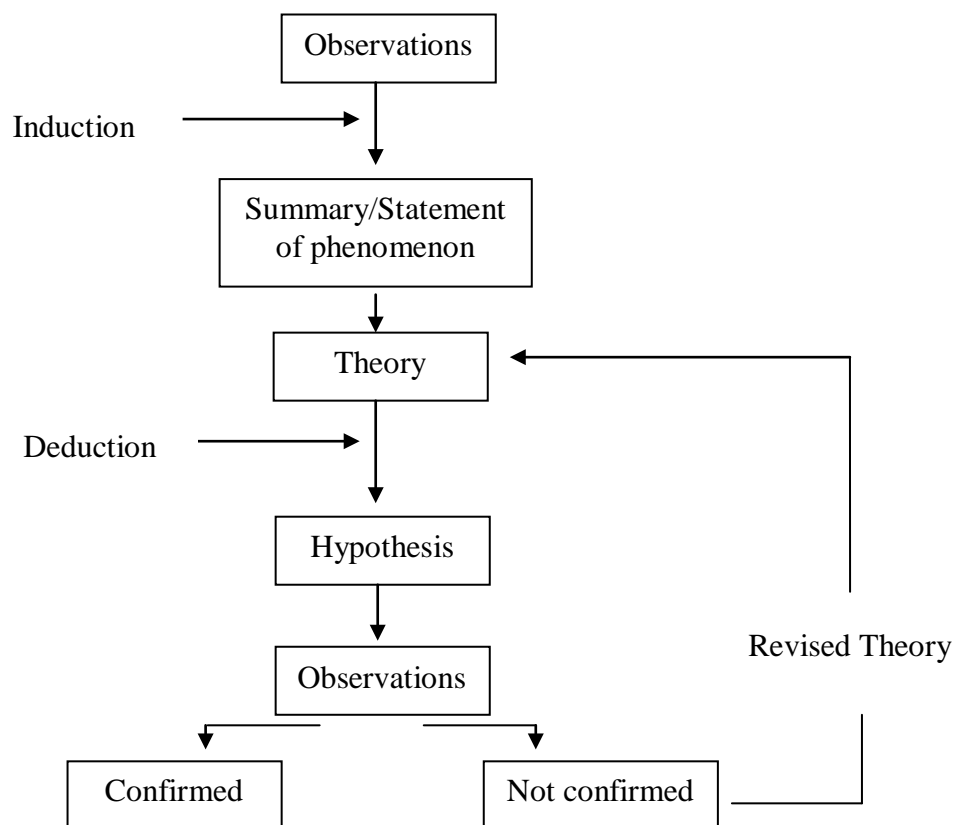 Observations
Induction
Summary/Statement
of phenomenon
Theory
Deduction
Hypothesis
Observations
Revised Theory
Confirmed
Not confirmed